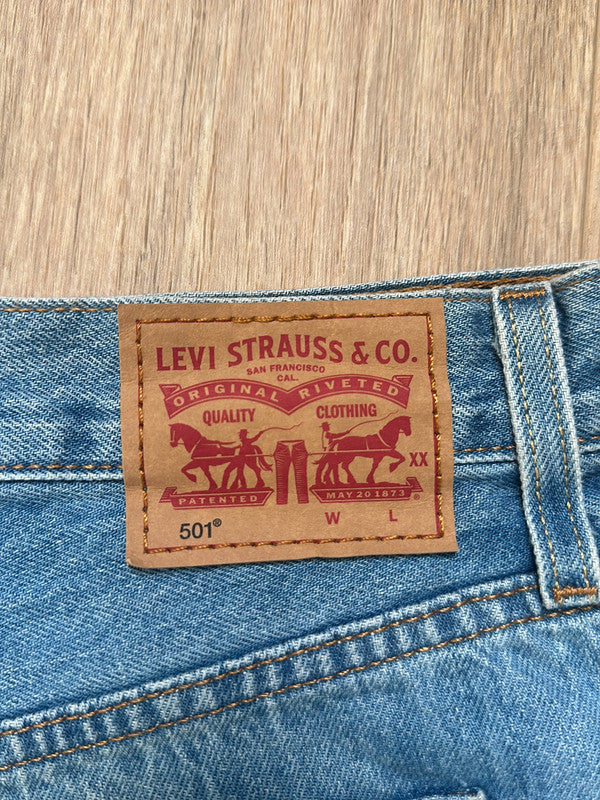 LEVI STRAUSS & CO.
SAN FRANCISCO
CAL.
ORIGINAL RIVETED
QUALITY CLOTHING
XX
PATENTED MAY 20 1873
501® W L